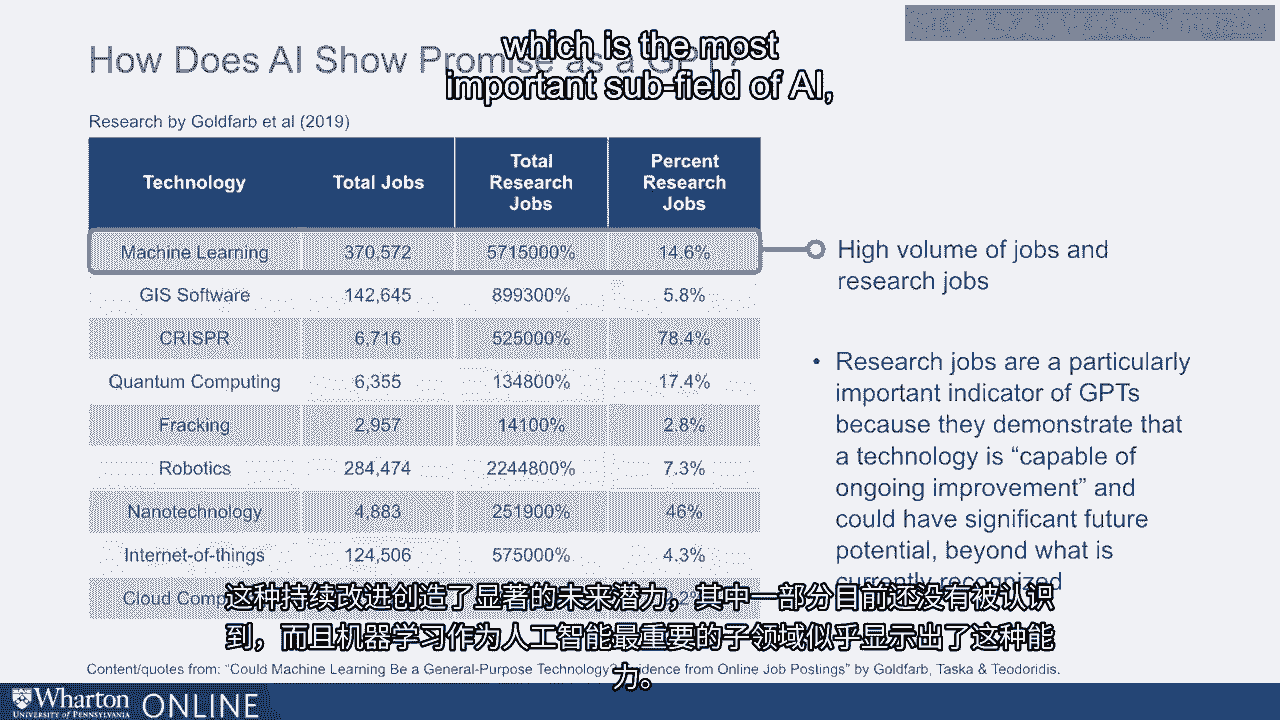 which is the most
important sub-field of AI,
How Does AI Show Promise as a GPT?
Research by Goldfarb et al (2019)
Technology Total Jobs Total Research Jobs Percent Research Jobs
Machine Learning 370,572 5715000% 14.6%
GIS Software 142,645 899300% 5.8%
CRISPR 6,716 525000% 78.4%
Quantum Computing 6,355 134800% 17.4%
Fracking 2,957 14100% 2.8%
Robotics 284,474 2244800% 7.3%
Nanotechnology 4,883 251900% 46%
Internet-of-things 124,506 575000% 4.3%
Cloud
High volume of jobs and
research jobs
• Research jobs are a particularly
important indicator of GPTs
because they demonstrate that
a technology is “capable of
ongoing improvement” and
could have significant future
potential, beyond what is
currently recognized
这种持续改进创造了显著的未来潜力，其中一部分目前还没有被认识
到，而且机器学习作为人工智能最重要的子领域似乎显示出了这种能
力。
Content/quotes from: “Could Machine Learning Be a General-Purpose Technology? Evidence from Online Job Postings” by Goldfarb, Taska & Teodoridis.
Wharton ONLINE
UNIVERSITY of PENNSYLVANIA